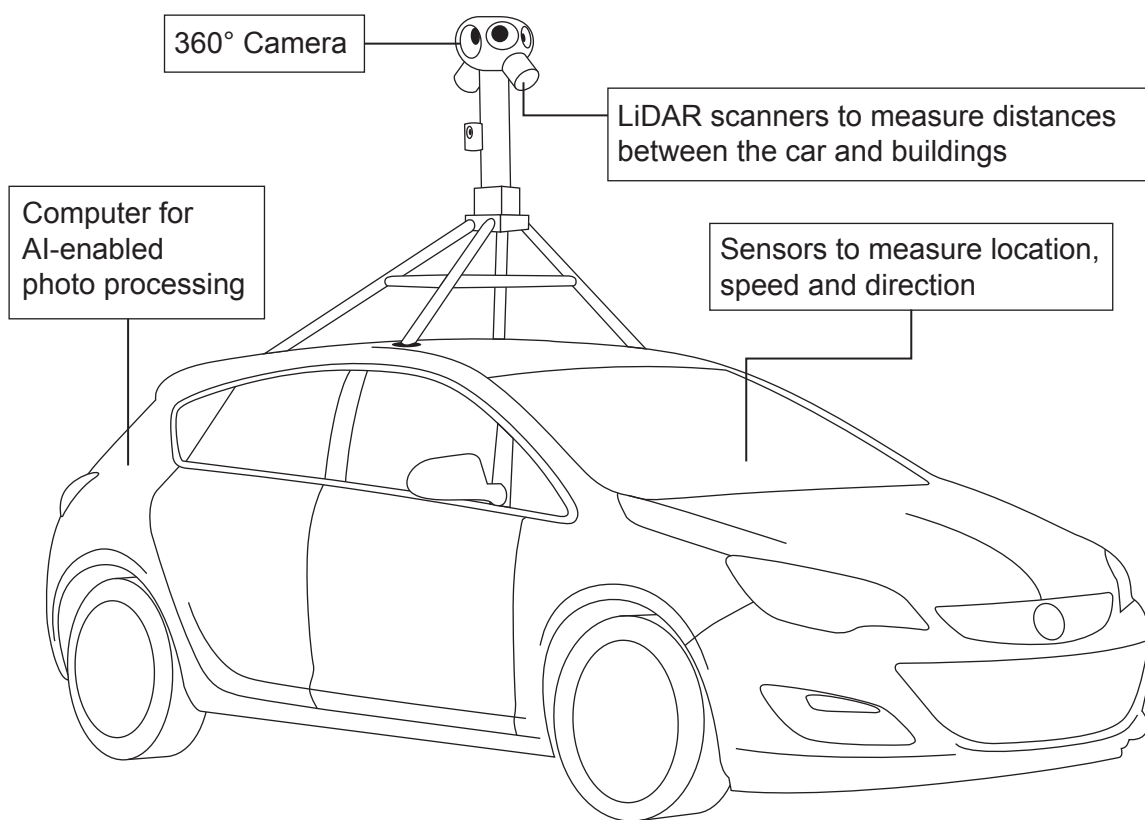 360° Camera
LiDAR scanners to measure distances
between the car and buildings
Computer for
AI-enabled
photo processing
Sensors to measure location,
speed and direction